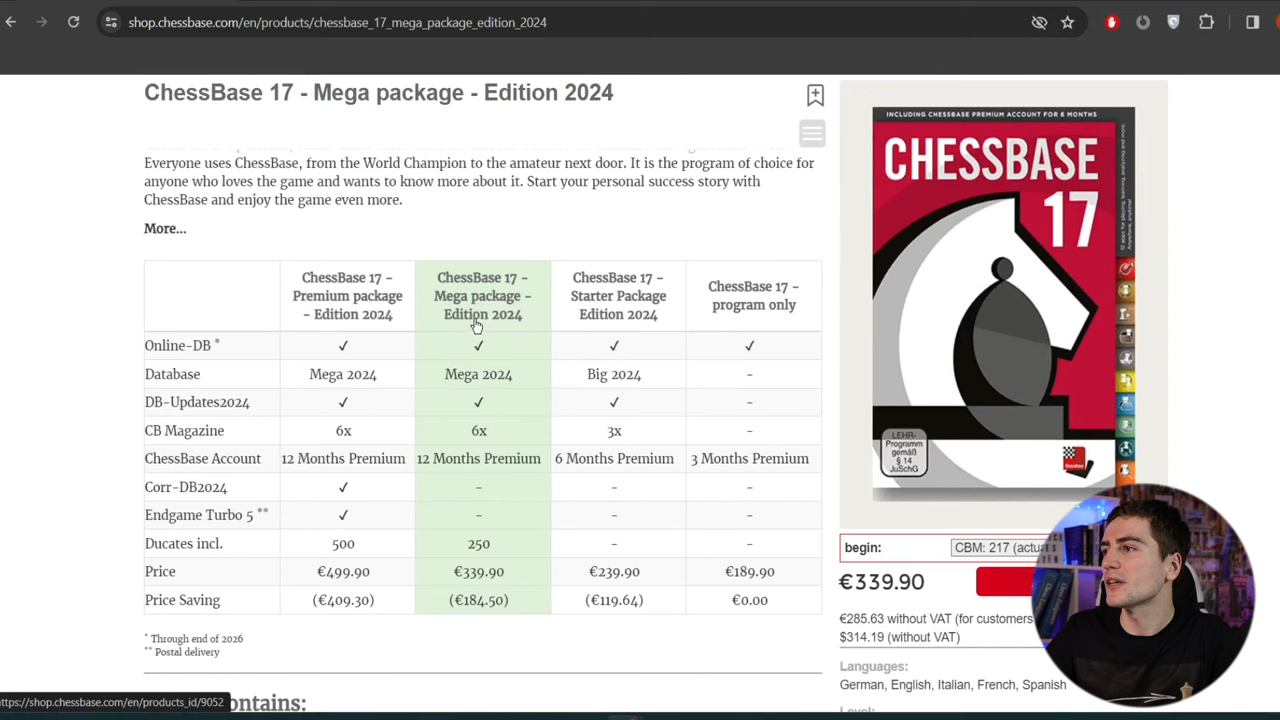 shop.chessbase.com/en/products/chessbase_17_mega_package_edition_2024
ChessBase 17 - Mega package - Edition 2024
Everyone uses ChessBase, from the World Champion to the amateur next door. It is the program of choice for
anyone who loves the game and wants to know more about it. Start your personal success story with
ChessBase and enjoy the game even more.
More...
ChessBase 17 - Premium package - Edition 2024 ChessBase 17 - Mega package - Edition 2024 ChessBase 17 - Starter Package Edition 2024 ChessBase 17 - program only
Online-DB * ✓ ✓ ✓ ✓
Database Mega 2024 Mega 2024 Big 2024 -
DB-Updates2024 ✓ ✓ ✓ -
CB Magazine 6x 6x 3x -
ChessBase Account 12 Months Premium 12 Months Premium 6 Months Premium 3 Months Premium
Corr-DB2024 ✓ - - -
Endgame Turbo 5 ** ✓ - - -
Ducates incl. 500 250 - -
Price €499.90 €339.90 €239.90 €189.90
Price Saving (€409.30) (€184.50) (€119.64) €0.00
* Through end of 2026
** Postal delivery
https://shop.chessbase.com/en/products_id/9052
ontains:
INCLUDING CHESSBASE PREMIUM ACCOUNT FOR 6 MONTHS
CHESSBASE
17
LEHR-
Programm
gemäß
§ 14
JuSchG
begin: CBM: 217 (actu
€339.90
€285.63 without VAT (for customers
$314.19 (without VAT)
Languages:
German, English, Italian, French, Spanish
Level: